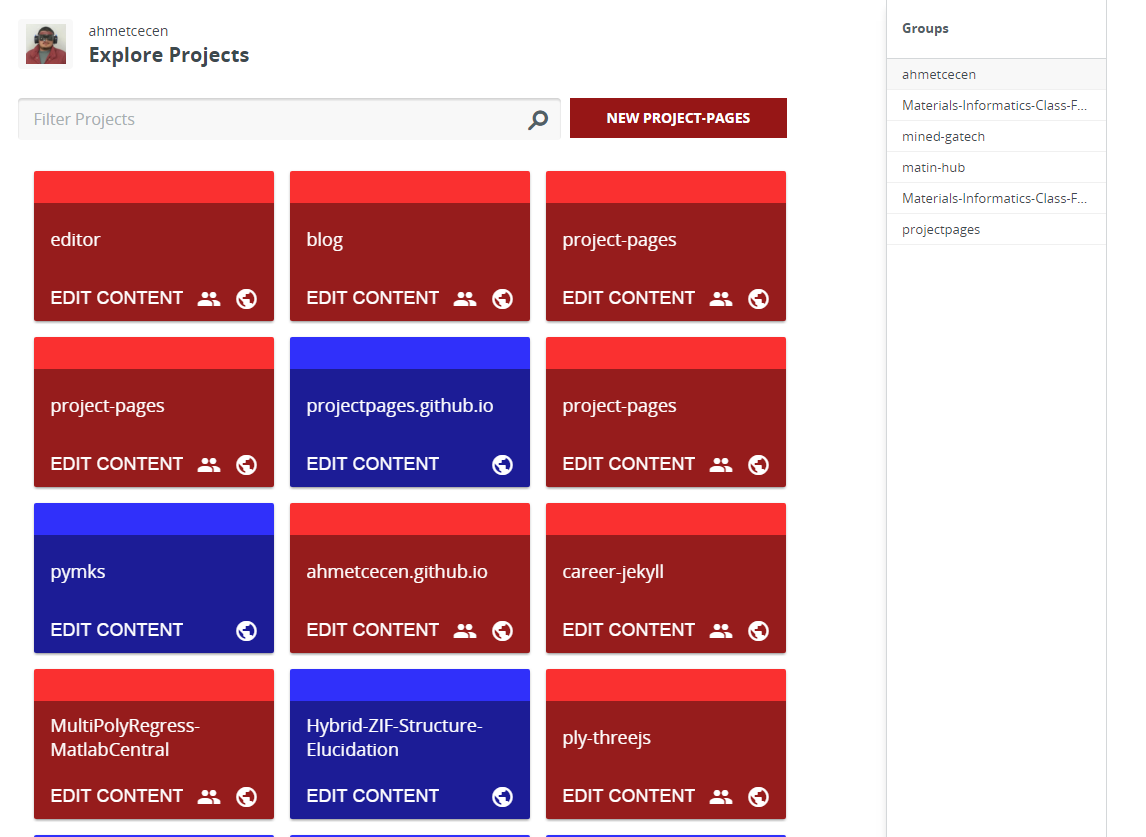 ahmetcecen
Explore Projects
Filter Projects
NEW PROJECT-PAGES
editor
EDIT CONTENT
blog
EDIT CONTENT
project-pages
EDIT CONTENT
project-pages
EDIT CONTENT
projectpages.github.io
EDIT CONTENT
project-pages
EDIT CONTENT
pymks
EDIT CONTENT
ahmetcecen.github.io
EDIT CONTENT
career-jekyll
EDIT CONTENT
MultiPolyRegress-
MatlabCentral
EDIT CONTENT
Hybrid-ZIF-Structure-
Elucidation
EDIT CONTENT
ply-threejs
EDIT CONTENT
Groups
ahmetcecen
Materials-Informatics-Class-F...
mined-gatech
matin-hub
Materials-Informatics-Class-F...
projectpages